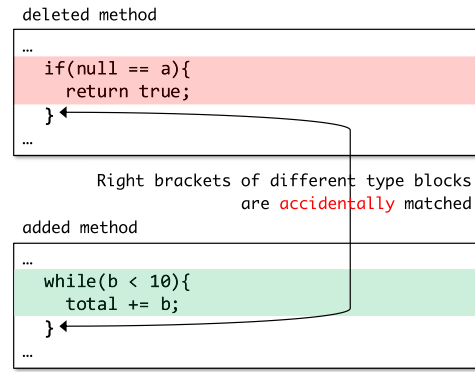 deleted method
…
if(null == a){
return true;
}
…
Right brackets of different type blocks
are accidentally matched
added method
…
while(b < 10){
total += b;
}
…